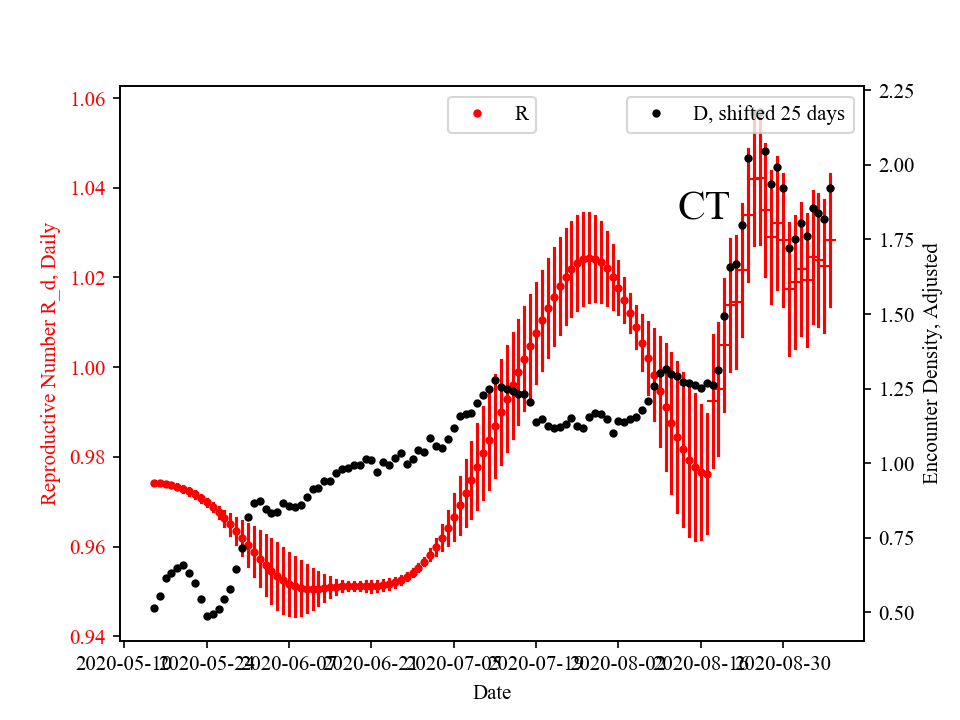 R
D, shifted 25 days
CT
Reproductive Number R_d, Daily
1.06
1.04
1.02
1.00
0.98
0.96
0.94
2.25
2.00
1.75
1.50
1.25
1.00
0.75
0.50
Encounter Density, Adjusted
2020-05-10 2020-05-24 2020-06-07 2020-06-21 2020-07-05 2020-07-19 2020-08-02 2020-08-16 2020-08-30
Date